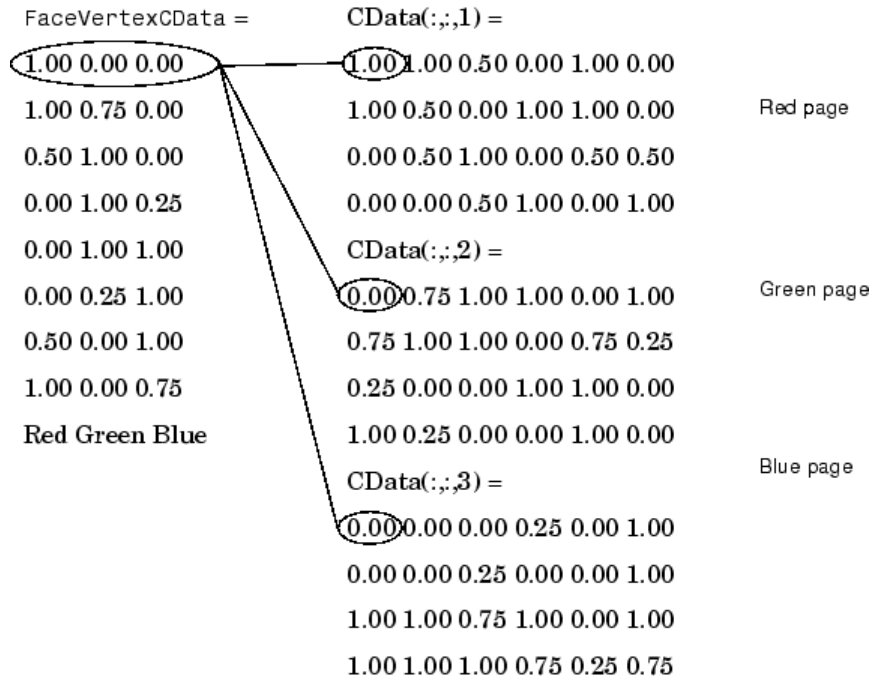 FaceVertexCData =
1.00 0.00 0.00
1.00 0.75 0.00
0.50 1.00 0.00
0.00 1.00 0.25
0.00 1.00 1.00
0.00 0.25 1.00
0.50 0.00 1.00
1.00 0.00 0.75
Red Green Blue
CData(:,:,1) =
1.00 1.00 0.50 0.00 1.00 0.00
1.00 0.50 0.00 1.00 1.00 0.00
0.00 0.50 1.00 0.00 0.50 0.50
0.00 0.00 0.50 1.00 0.00 1.00
Red page
CData(:,:,2) =
0.00 0.75 1.00 1.00 0.00 1.00
0.75 1.00 1.00 0.00 0.75 0.25
0.25 0.00 0.00 1.00 1.00 0.00
1.00 0.25 0.00 0.00 1.00 0.00
Green page
CData(:,:,3) =
0.00 0.00 0.00 0.25 0.00 1.00
0.00 0.00 0.25 0.00 0.00 1.00
1.00 1.00 0.75 1.00 0.00 1.00
1.00 1.00 1.00 0.75 0.25 0.75
Blue page